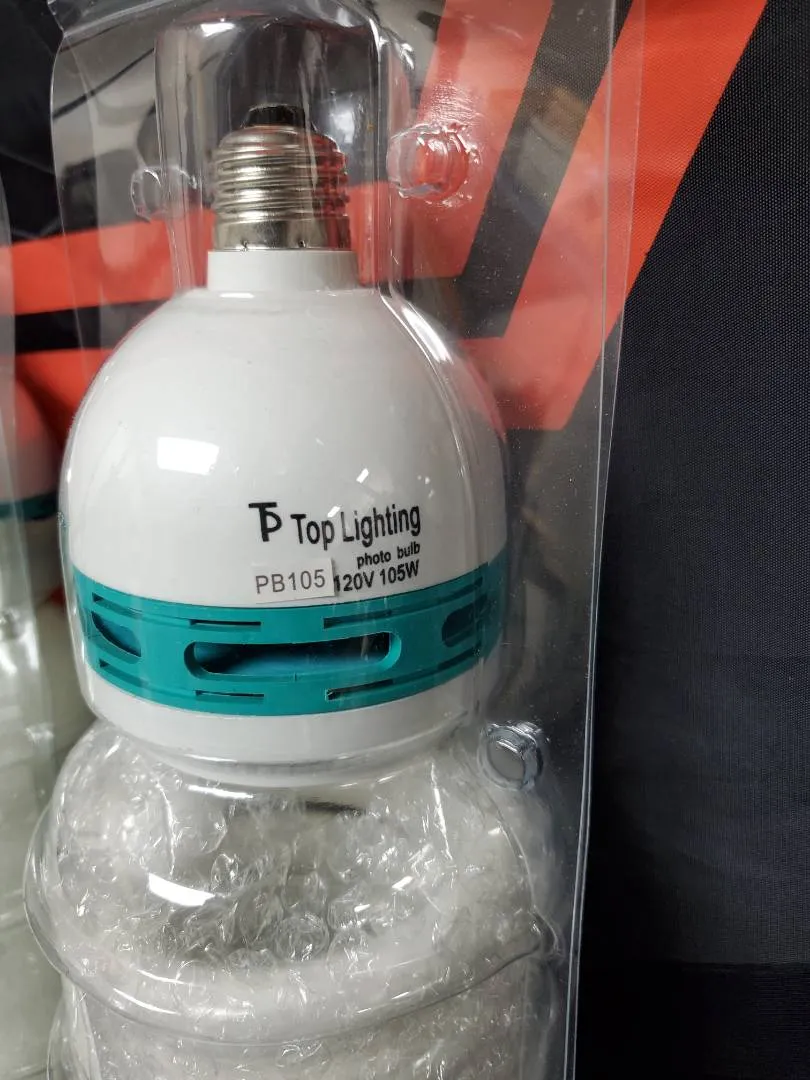 TP Top Lighting
photo bulb
PB105 120V 105W